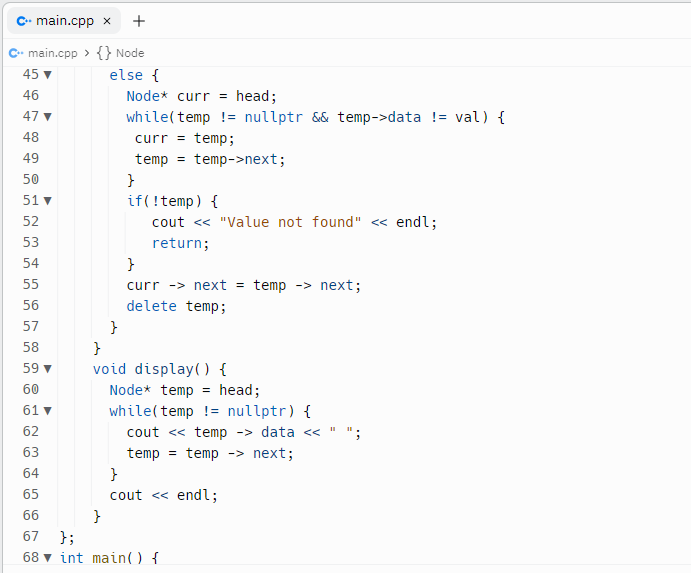 main.cpp × +
main.cpp > {} Node
45 ▼ else {
46 Node* curr = head;
47 ▼ while(temp != nullptr && temp->data != val) {
48 curr = temp;
49 temp = temp->next;
50 }
51 ▼ if(!temp) {
52 cout << "Value not found" << endl;
53 return;
54 }
55 curr -> next = temp -> next;
56 delete temp;
57 }
58 }
59 ▼ void display() {
60 Node* temp = head;
61 ▼ while(temp != nullptr) {
62 cout << temp -> data << " ";
63 temp = temp -> next;
64 }
65 cout << endl;
66 }
67 };
68 ▼ int main() {